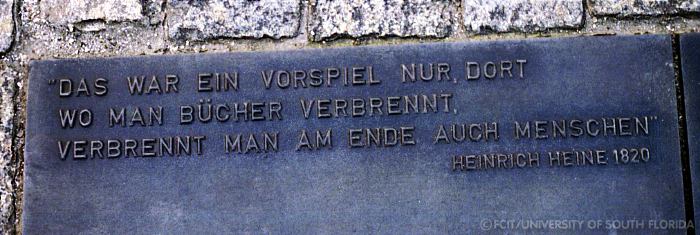 "DAS WAR EIN VORSPIEL NUR, DORT
WO MAN BÜCHER VERBRENNT,
VERBRENNT MAN AM ENDE AUCH MENSCHEN"
HEINRICH HEINE 1820
©FCIT/UNIVERSITY OF SOUTH FLORIDA